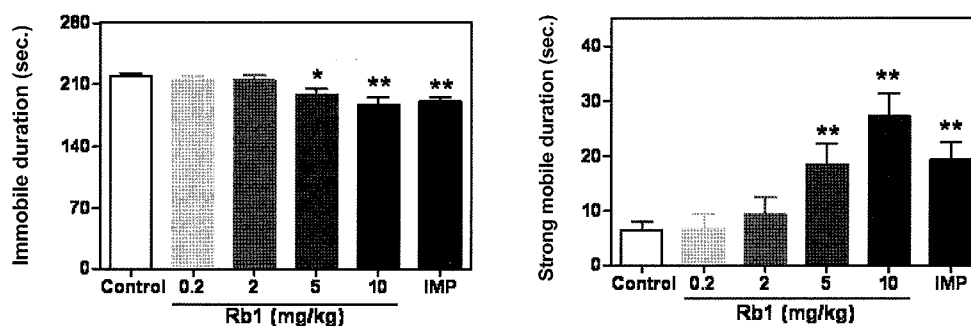 Immobile duration (sec.)
280
210
140
70
0
*
**
**
Control 0.2 2 5 10 IMP
Rb1 (mg/kg)
Strong mobile duration (sec.)
40
30
20
10
0
**
**
**
Control 0.2 2 5 10 IMP
Rb1 (mg/kg)